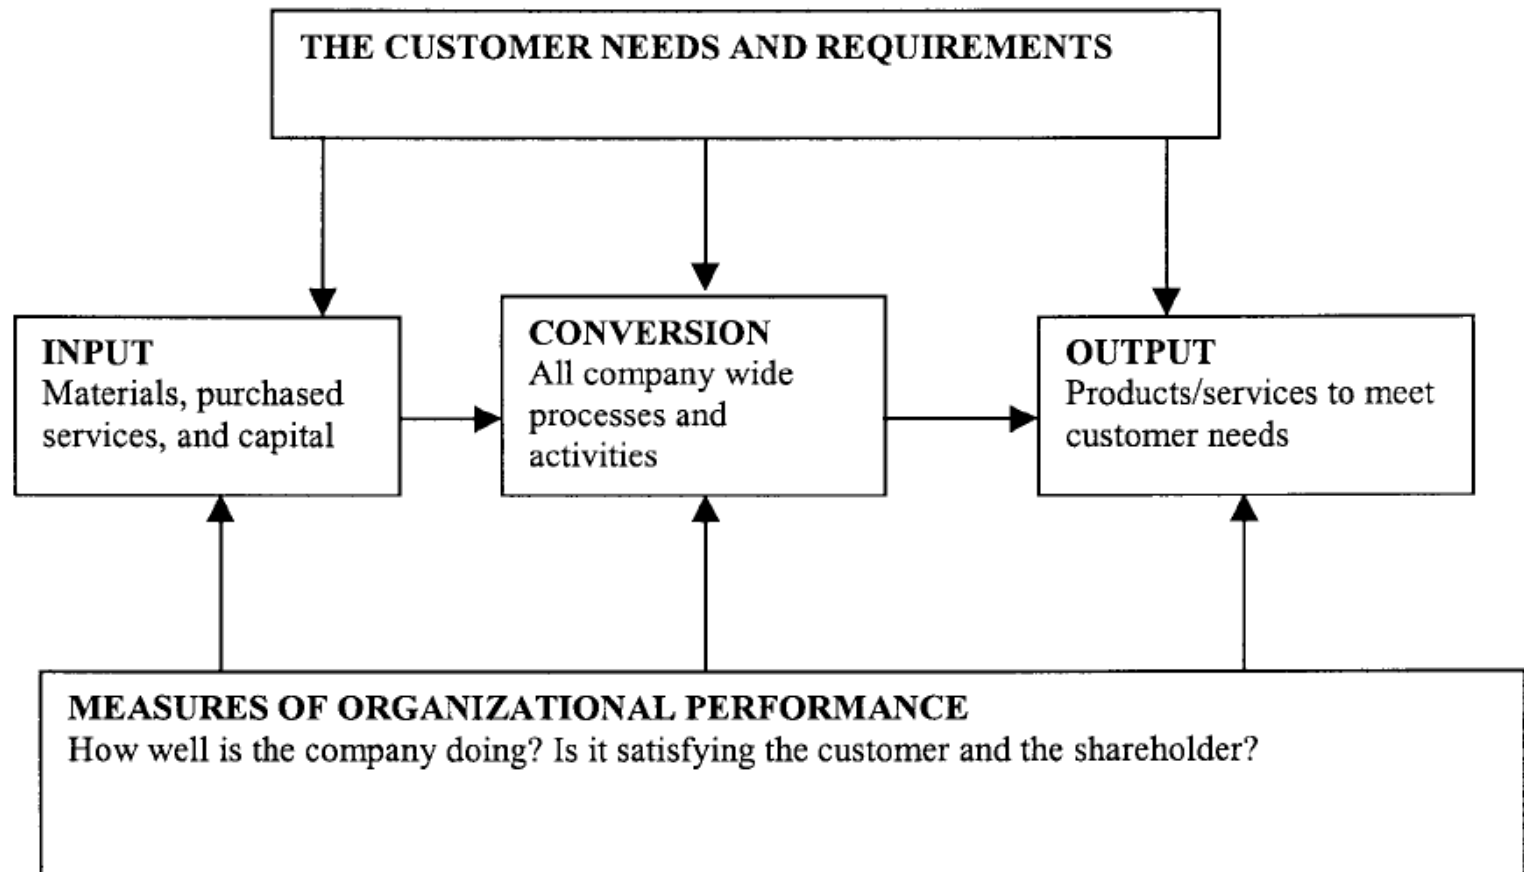 THE CUSTOMER NEEDS AND REQUIREMENTS
INPUT
Materials, purchased
services, and capital
CONVERSION
All company wide
processes and
activities
OUTPUT
Products/services to meet
customer needs
MEASURES OF ORGANIZATIONAL PERFORMANCE
How well is the company doing? Is it satisfying the customer and the shareholder?